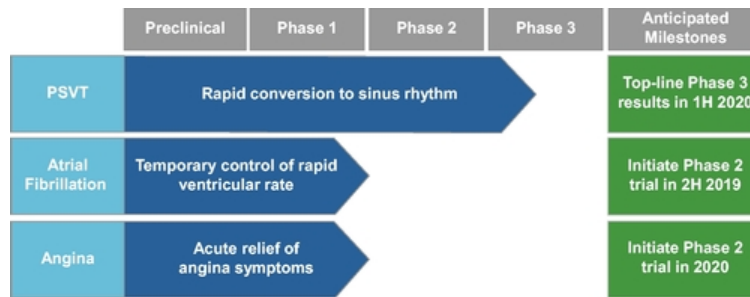 Preclinical
Phase 1
Phase 2
Phase 3
Anticipated
Milestones
PSVT
Rapid conversion to sinus rhythm
Top-line Phase 3
results in 1H 2020
Atrial
Fibrillation
Temporary control of rapid
ventricular rate
Initiate Phase 2
trial in 2H 2019
Angina
Acute relief of
angina symptoms
Initiate Phase 2
trial in 2020